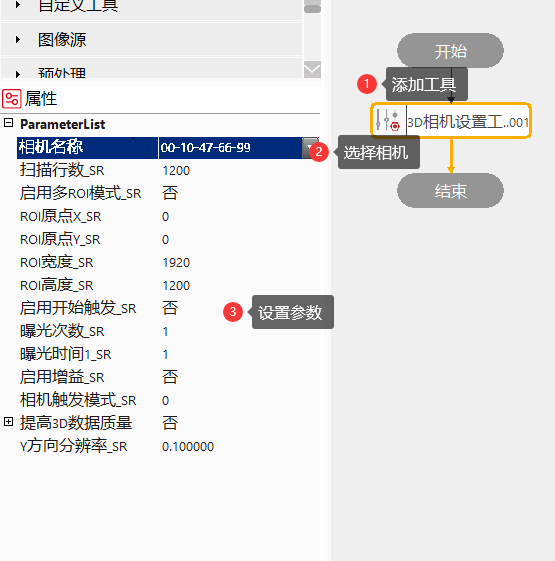 自定义工具
图像源
预处理
属性
ParameterList
相机名称 00-10-47-66-99
扫描行数_SR 1200
启用多ROI模式_SR 否
ROI原点X_SR 0
ROI原点Y_SR 0
ROI宽度_SR 1920
ROI高度_SR 1200
启用开始触发_SR 否
曝光次数_SR 1
曝光时间1_SR 1
启用增益_SR 否
相机触发模式_SR 0
提高3D数据质量 否
Y方向分辨率_SR 0.100000
开始
1 添加工具
3D相机设置工..001
2 选择相机
结束
3 设置参数